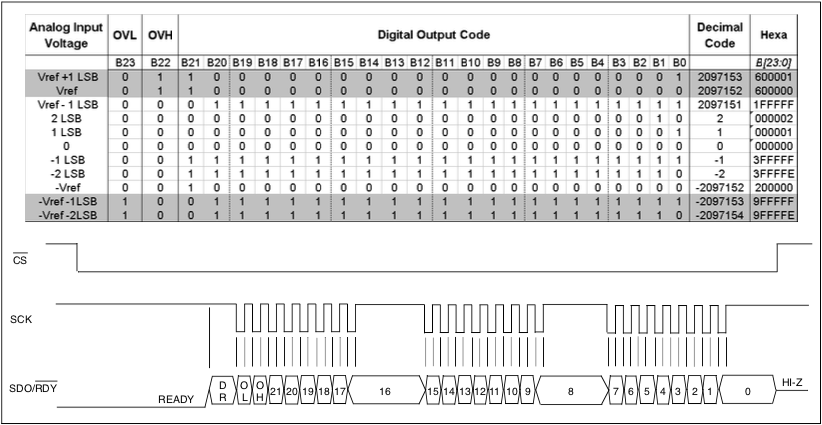 Analog Input Voltage OVL OVH Digital Output Code Decimal Code Hexa
B23 B22 B21 B20 B19 B18 B17 B16 B15 B14 B13 B12 B11 B10 B9 B8 B7 B6 B5 B4 B3 B2 B1 B0 B[23:0]
Vref +1 LSB 0 1 1 0 0 0 0 0 0 0 0 0 0 0 0 0 0 0 0 0 0 0 0 1 2097153 600001
Vref 0 1 1 0 0 0 0 0 0 0 0 0 0 0 0 0 0 0 0 0 0 0 0 0 2097152 600000
Vref - 1 LSB 0 0 0 1 1 1 1 1 1 1 1 1 1 1 1 1 1 1 1 1 1 1 1 1 2097151 1FFFFF
2 LSB 0 0 0 0 0 0 0 0 0 0 0 0 0 0 0 0 0 0 0 0 0 0 1 0 2 000002
1 LSB 0 0 0 0 0 0 0 0 0 0 0 0 0 0 0 0 0 0 0 0 0 0 0 1 1 000001
0 0 0 0 0 0 0 0 0 0 0 0 0 0 0 0 0 0 0 0 0 0 0 0 0 0 000000
-1 LSB 0 0 1 1 1 1 1 1 1 1 1 1 1 1 1 1 1 1 1 1 1 1 1 1 -1 3FFFFF
-2 LSB 0 0 1 1 1 1 1 1 1 1 1 1 1 1 1 1 1 1 1 1 1 1 1 0 -2 3FFFFE
-Vref 0 0 1 0 0 0 0 0 0 0 0 0 0 0 0 0 0 0 0 0 0 0 0 0 -2097152 200000
-Vref -1LSB 1 0 0 1 1 1 1 1 1 1 1 1 1 1 1 1 1 1 1 1 1 1 1 1 -2097153 9FFFFF
-Vref -2LSB 1 0 0 1 1 1 1 1 1 1 1 1 1 1 1 1 1 1 1 1 1 1 1 0 -2097154 9FFFFE
CS
SCK
SDO/RDY READY DR OL OH 21 20 19 18 17 16 15 14 13 12 11 10 9 8 7 6 5 4 3 2 1 0 HI-Z